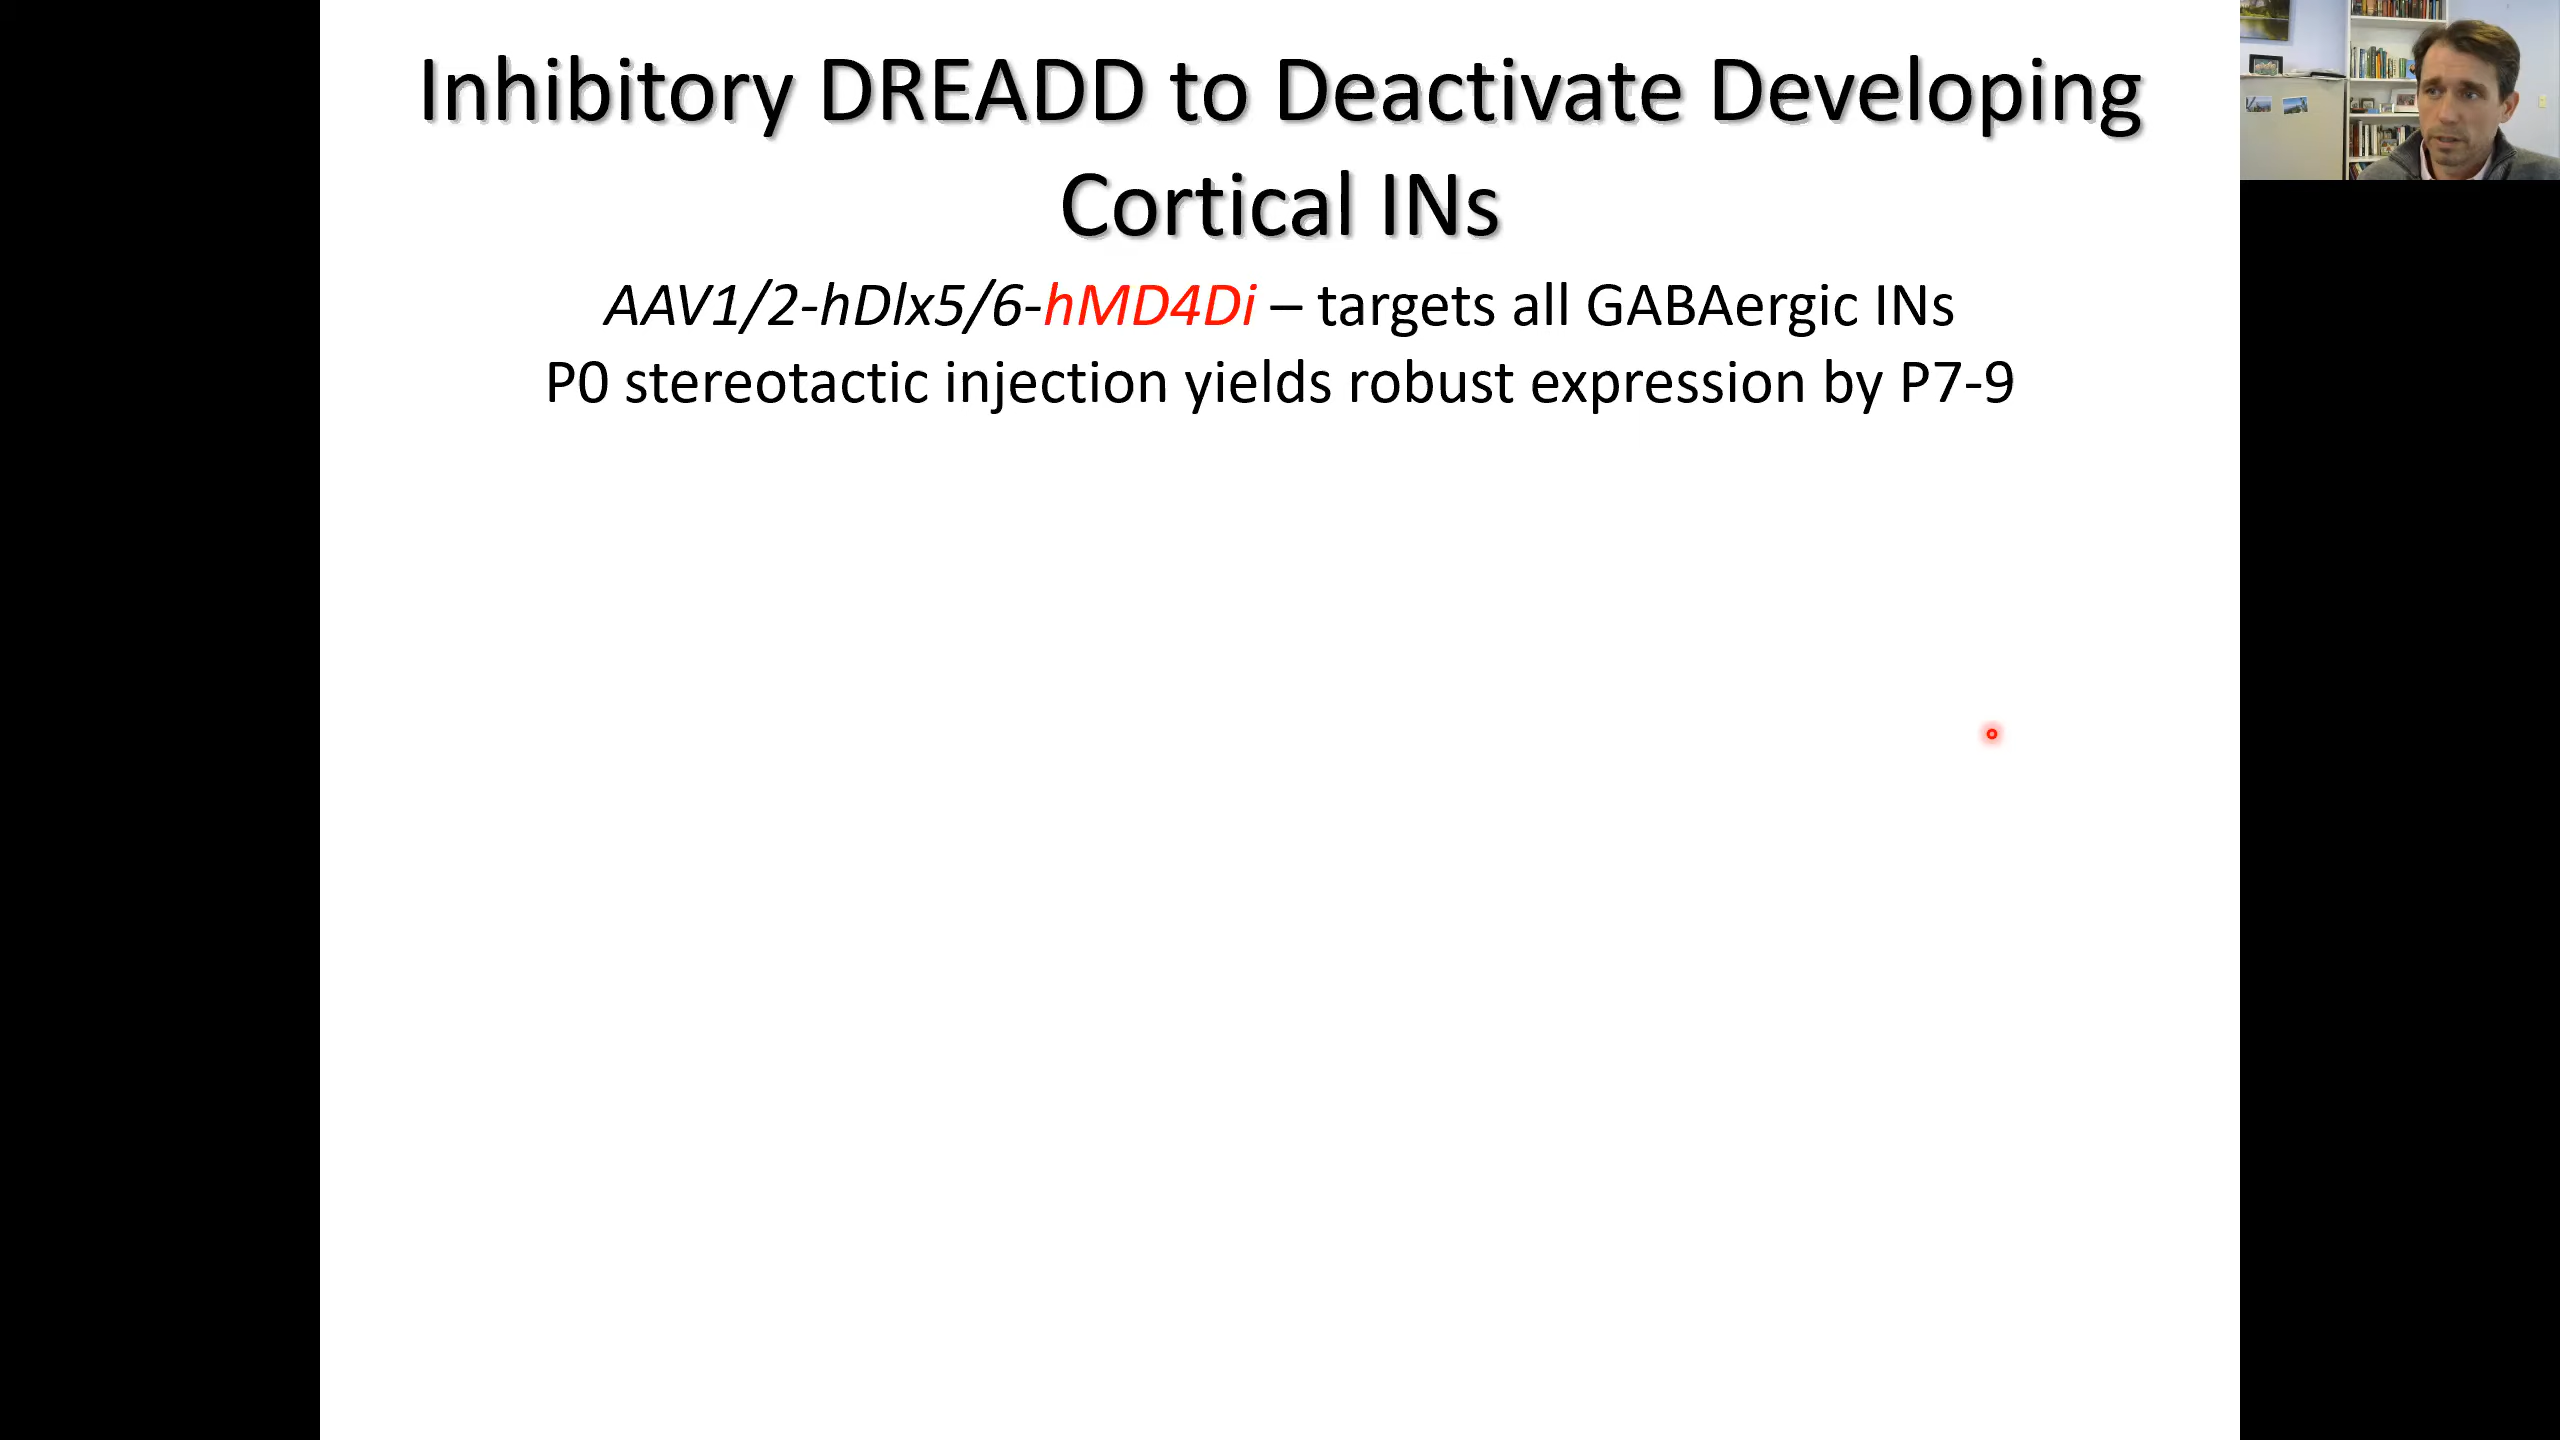 Inhibitory DREADD to Deactivate Developing
Cortical INs
AAV1/2-hDlx5/6-hMD4Di – targets all GABAergic INs
P0 stereotactic injection yields robust expression by P7-9